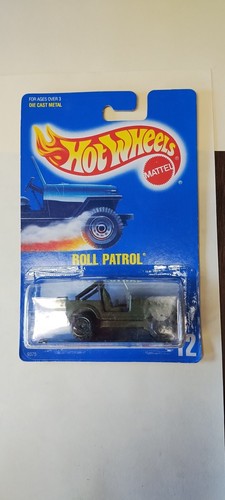 FOR AGES OVER 3
DIE CAST METAL
Hot Wheels
MATTEL
®
ROLL PATROL
12